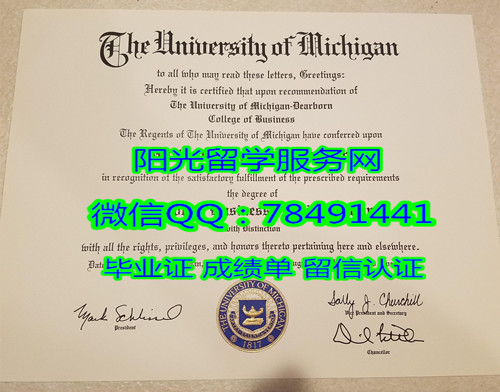 The University of Michigan
to all who may read these letters, Greetings:
Hereby it is certified that upon recommendation of
The University of Michigan-Dearborn
College of Business
The Regents of The University of Michigan have conferred upon
阳光留学服务网
in recognition of the satisfactory fulfillment of the prescribed requirements
the degree of
微信QQ：78491441
with Distinction
with all the rights, privileges, and honors thereto pertaining here and elsewhere.
毕业证 成绩单 留信认证
Mark Schlissel
President
Sally J. Churchill
Vice President and Secretary
Chancellor
THE UNIVERSITY OF MICHIGAN
1817